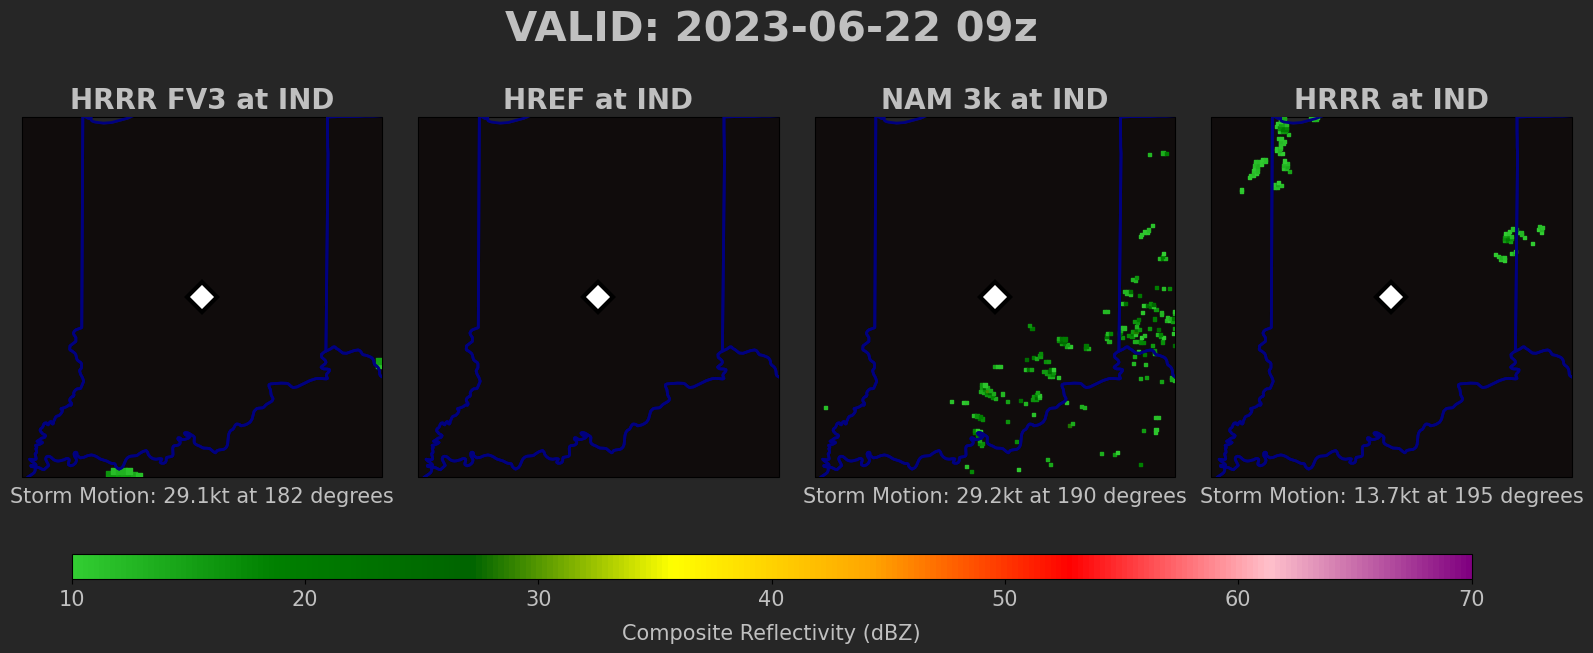 VALID: 2023-06-22 09z
HRRR FV3 at IND
HREF at IND
NAM 3k at IND
HRRR at IND
Storm Motion: 29.1kt at 182 degrees
Storm Motion: 29.2kt at 190 degrees
Storm Motion: 13.7kt at 195 degrees
10 20 30 40 50 60 70
Composite Reflectivity (dBZ)